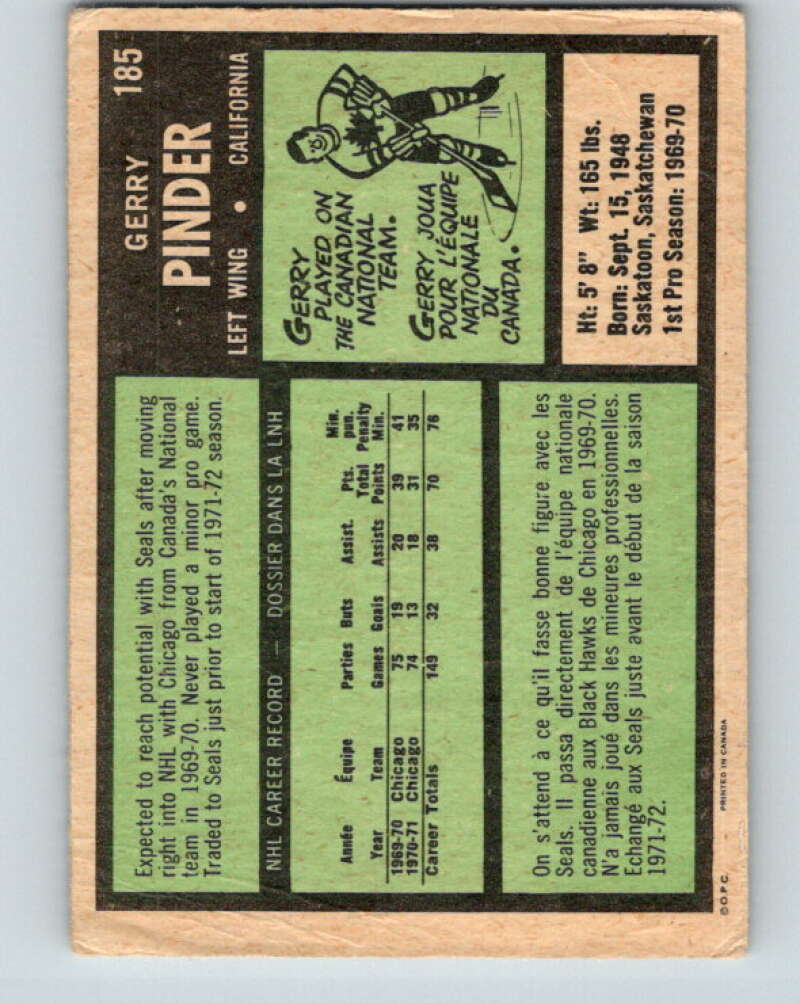 GERRY 185
PINDER
LEFT WING • CALIFORNIA
Expected to reach potential with Seals after moving
right into NHL with Chicago from Canada's National
team in 1969-70. Never played a minor pro game.
Traded to Seals just prior to start of 1971-72 season.
GERRY
PLAYED ON
THE CANADIAN
NATIONAL
TEAM.
GERRY JOUA
POUR L'ÉQUIPE
NATIONALE
DU
CANADA.
NHL CAREER RECORD — DOSSIER DANS LA LNH
Année Équipe Parties Buts Assist. Pts. Min. pun.
Year Team Games Goals Assists Total Points Penalty Min.
1969-70 Chicago 75 19 20 39 41
1970-71 Chicago 74 13 18 31 35
Career Totals 149 32 38 70 76
Ht: 5' 8" Wt: 165 lbs.
Born: Sept. 15, 1948
Saskatoon, Saskatchewan
1st Pro Season: 1969-70
On s'attend à ce qu'il fasse bonne figure avec les
Seals. Il passa directement de l'équipe nationale
canadienne aux Black Hawks de Chicago en 1969-70.
N'a jamais joué dans les mineures professionnelles.
Echangé aux Seals juste avant le début de la saison
1971-72.
©O.P.C. PRINTED IN CANADA